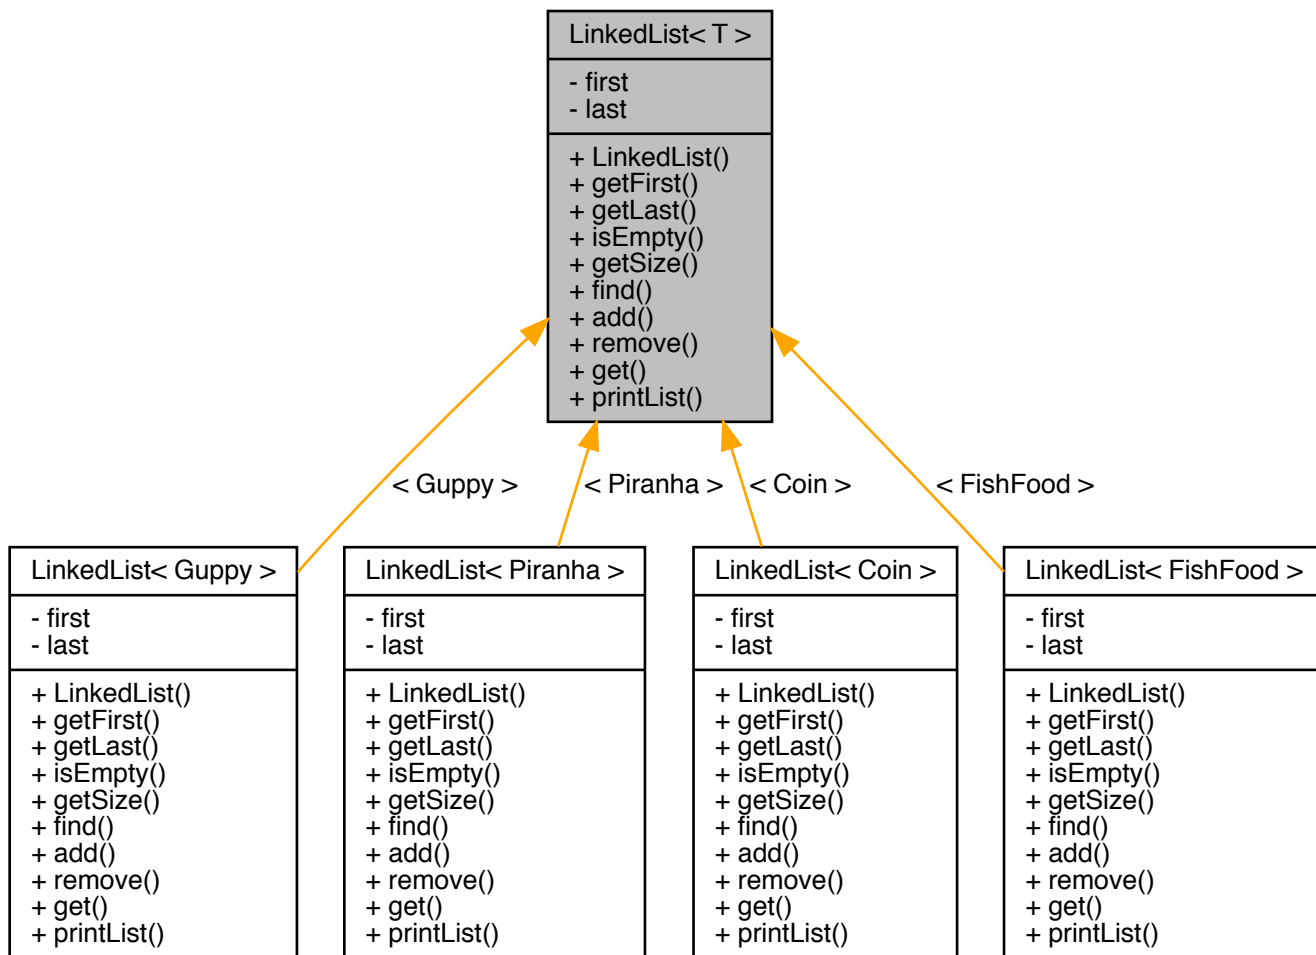 LinkedList< T >
- first
- last
+ LinkedList()
+ getFirst()
+ getLast()
+ isEmpty()
+ getSize()
+ find()
+ add()
+ remove()
+ get()
+ printList()
< Guppy >
< Piranha >
< Coin >
< FishFood >
LinkedList< Guppy >
- first
- last
+ LinkedList()
+ getFirst()
+ getLast()
+ isEmpty()
+ getSize()
+ find()
+ add()
+ remove()
+ get()
+ printList()
LinkedList< Piranha >
- first
- last
+ LinkedList()
+ getFirst()
+ getLast()
+ isEmpty()
+ getSize()
+ find()
+ add()
+ remove()
+ get()
+ printList()
LinkedList< Coin >
- first
- last
+ LinkedList()
+ getFirst()
+ getLast()
+ isEmpty()
+ getSize()
+ find()
+ add()
+ remove()
+ get()
+ printList()
LinkedList< FishFood >
- first
- last
+ LinkedList()
+ getFirst()
+ getLast()
+ isEmpty()
+ getSize()
+ find()
+ add()
+ remove()
+ get()
+ printList()